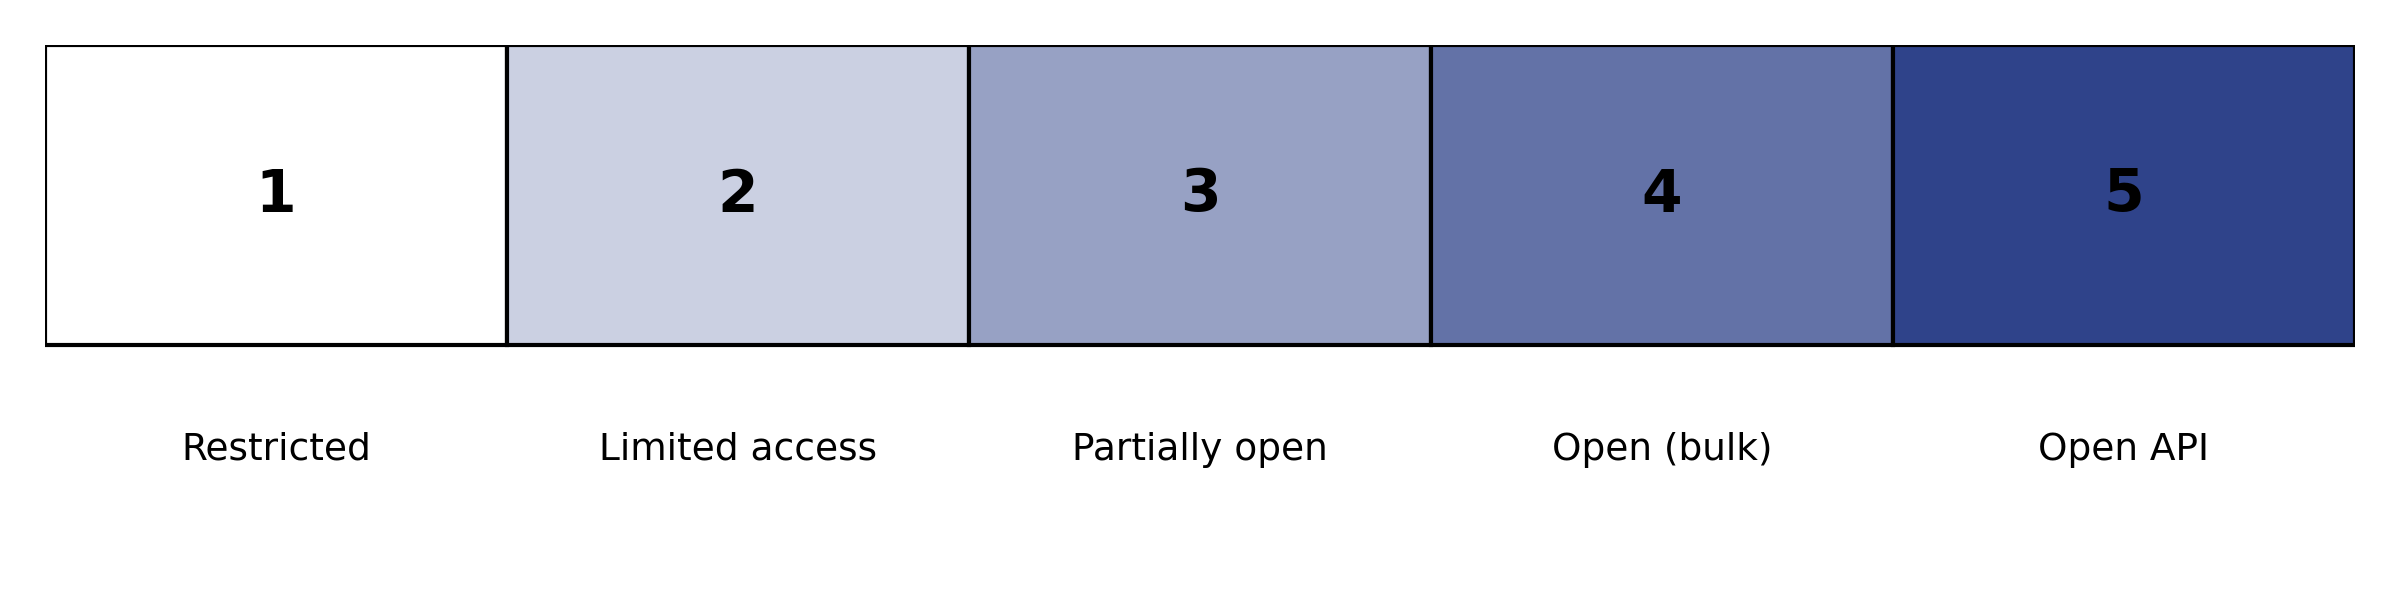 1 2 3 4 5
Restricted Limited access Partially open Open (bulk) Open API